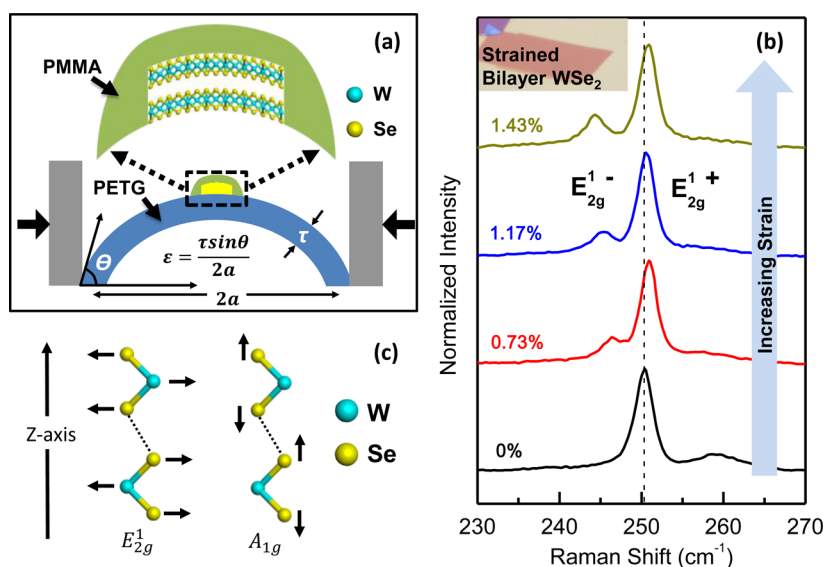 (a)
PMMA
W
Se
PETG
τ
Θ
ε = τsinθ / 2a
2a
(c)
Z-axis
W
Se
E¹₂g
A₁g
(b)
Strained
Bilayer WSe₂
1.43%
E¹₂g - E¹₂g +
1.17%
0.73%
0%
Increasing Strain
Normalized Intensity
230 240 250 260 270
Raman Shift (cm⁻¹)